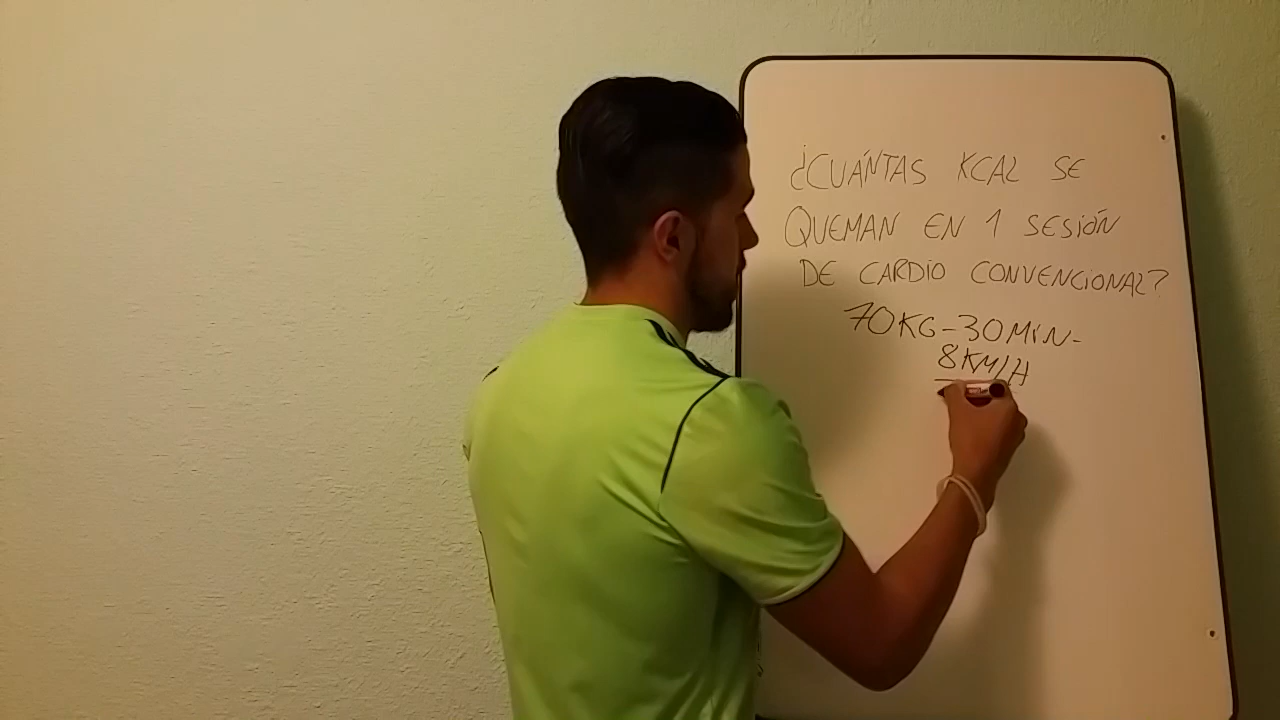 ¿CUÁNTAS KCAL SE
QUEMAN EN 1 SESIÓN
DE CARDIO CONVENCIONAL?
70KG-30MIN-
8KM/H